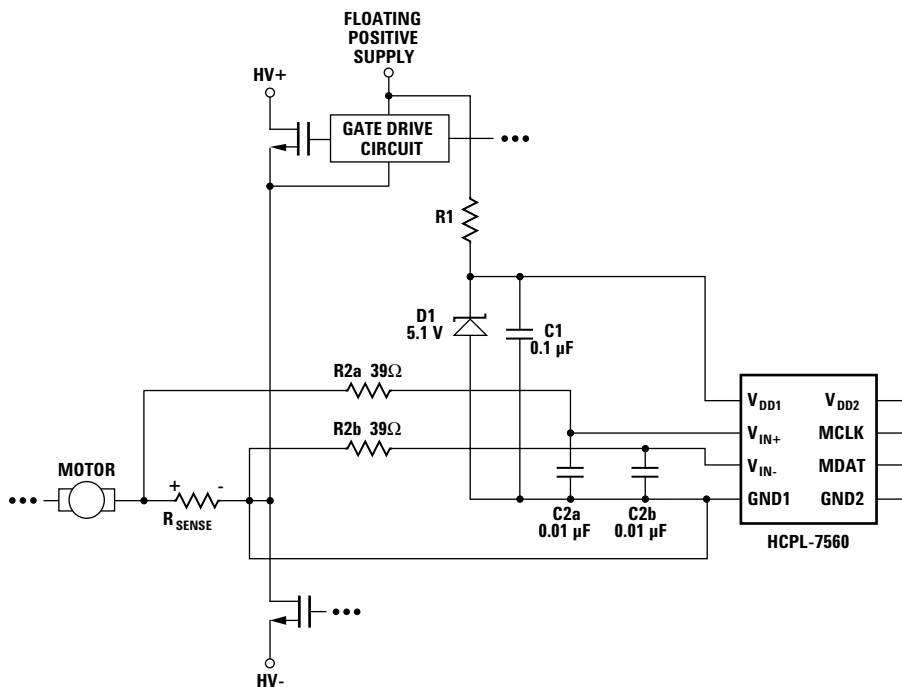 FLOATING
POSITIVE
SUPPLY
HV+
GATE DRIVE
CIRCUIT
•••
R1
D1
5.1 V
C1
0.1 µF
R2a 39Ω
R2b 39Ω
MOTOR
•••
+ -
R SENSE
C2a
0.01 µF
C2b
0.01 µF
VDD1 VDD2
VIN+ MCLK
VIN- MDAT
GND1 GND2
HCPL-7560
•••
HV-